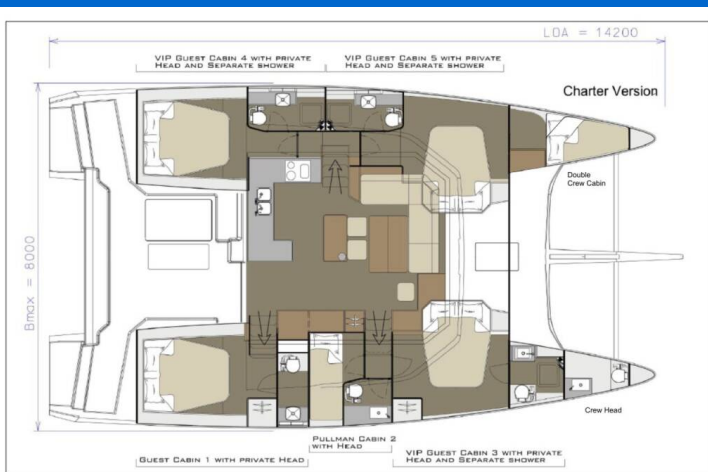 LOA = 14200
VIP Guest Cabin 4 with private
Head and Separate shower
VIP Guest Cabin 5 with private
Head and Separate shower
Charter Version
Double
Crew Cabin
Bmax = 8000
Crew Head
Pullman Cabin 2
with Head
Guest Cabin 1 with private Head
VIP Guest Cabin 3 with private
Head and Separate shower